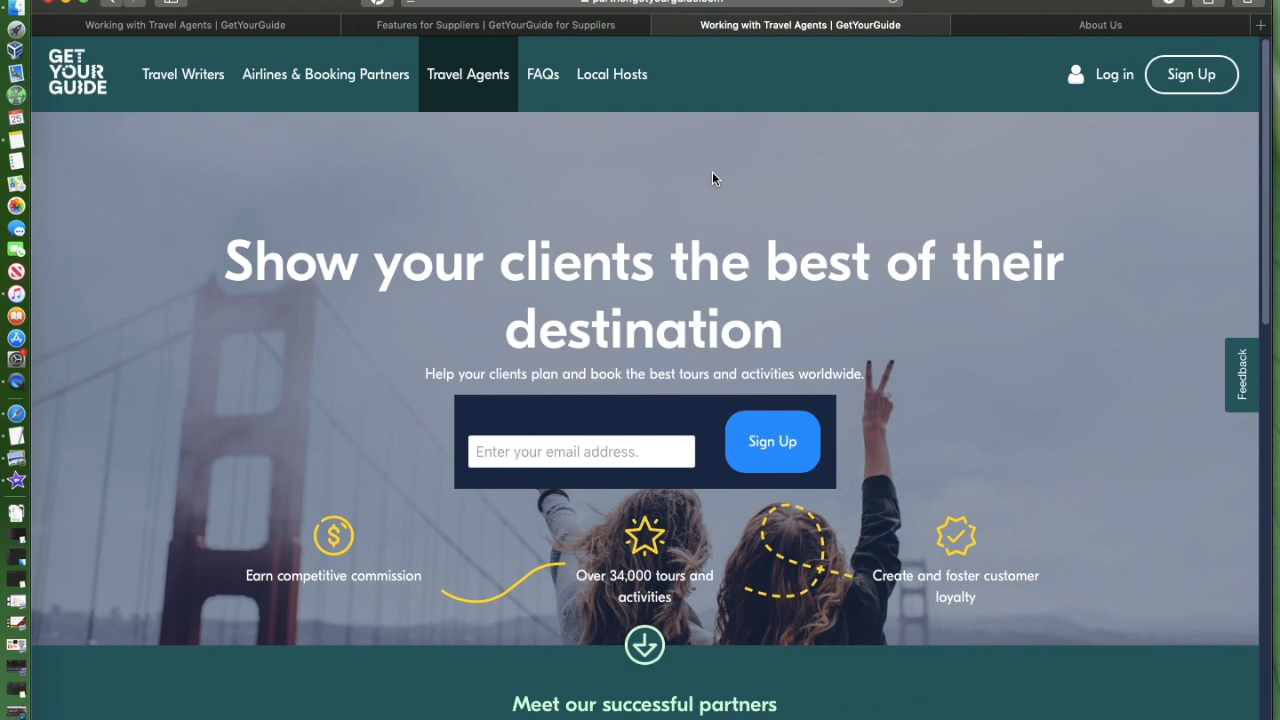 Working with Travel Agents | GetYourGuide
Features for Suppliers | GetYourGuide for Suppliers
Working with Travel Agents | GetYourGuide
About Us
GET
YOUR
GUIDE
Travel Writers
Airlines & Booking Partners
Travel Agents
FAQs
Local Hosts
Log in
Sign Up
Show your clients the best of their
destination
Help your clients plan and book the best tours and activities worldwide.
Enter your email address.
Sign Up
Earn competitive commission
Over 34,000 tours and
activities
Create and foster customer
loyalty
Feedback
Meet our successful partners
25